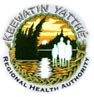 KEEWATIN YATTHÉ
REGIONAL HEALTH AUTHORITY